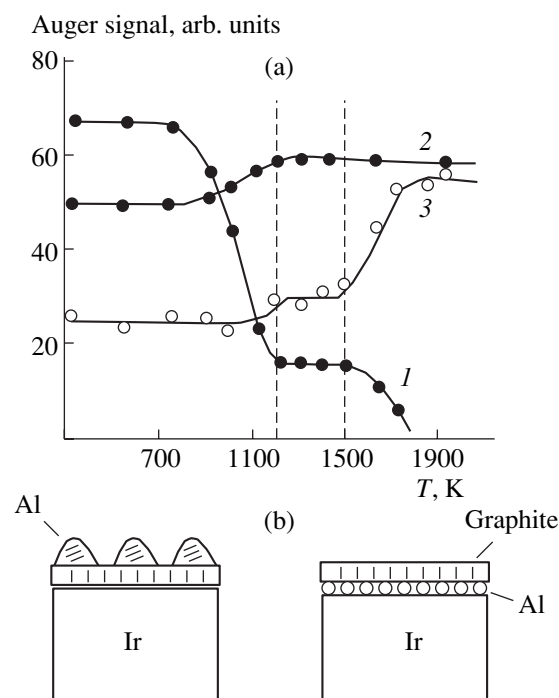 Auger signal, arb. units
80
(a)
2
60
3
40
20
1
700 1100 1500 1900
T, K
Al
(b)
Graphite
Al
Ir
Ir